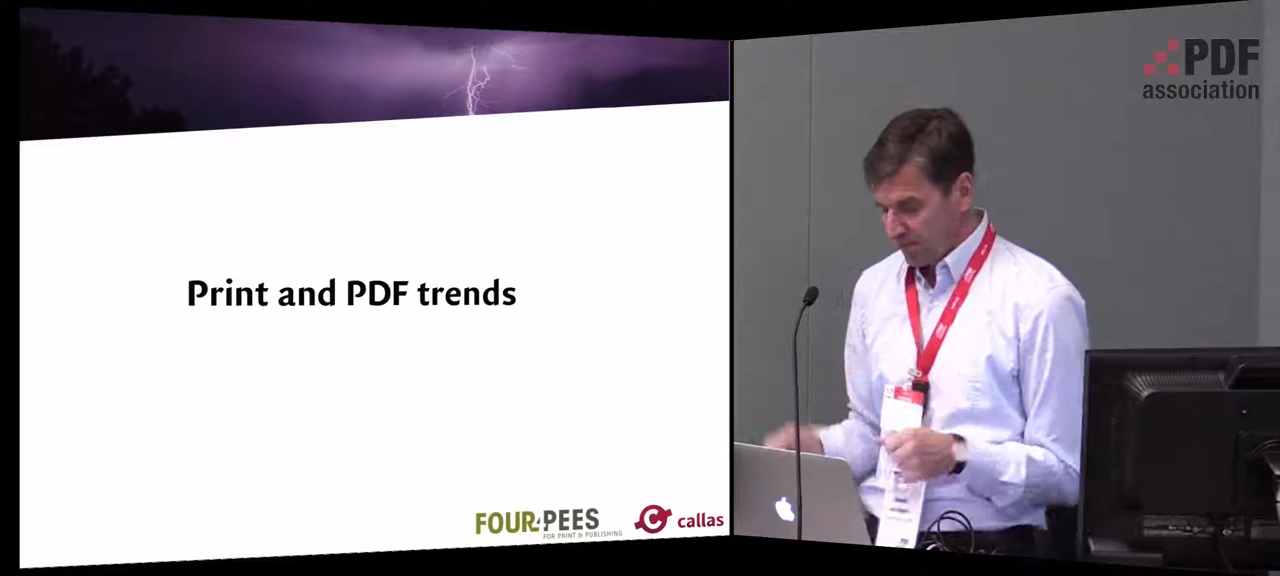 Print and PDF trends
FOUR PEES
FOR PRINT & PUBLISHING
callas
PDF
association